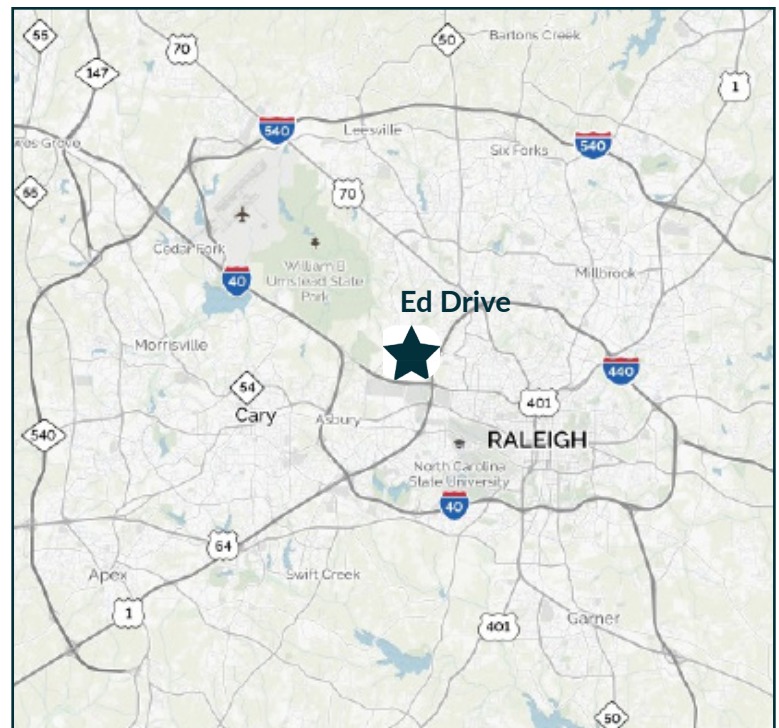 55
70
50
Bartons Creek
147
1
540
Leesville
540
Six Forks
55
70
Cedar Fork
William B
Umstead State
Park
40
Millbrook
Ed Drive
Morrisville
54
440
401
Cary
Asbury
540
RALEIGH
North Carolina
State University
40
64
Apex
Swift Creek
1
401
Garner
50